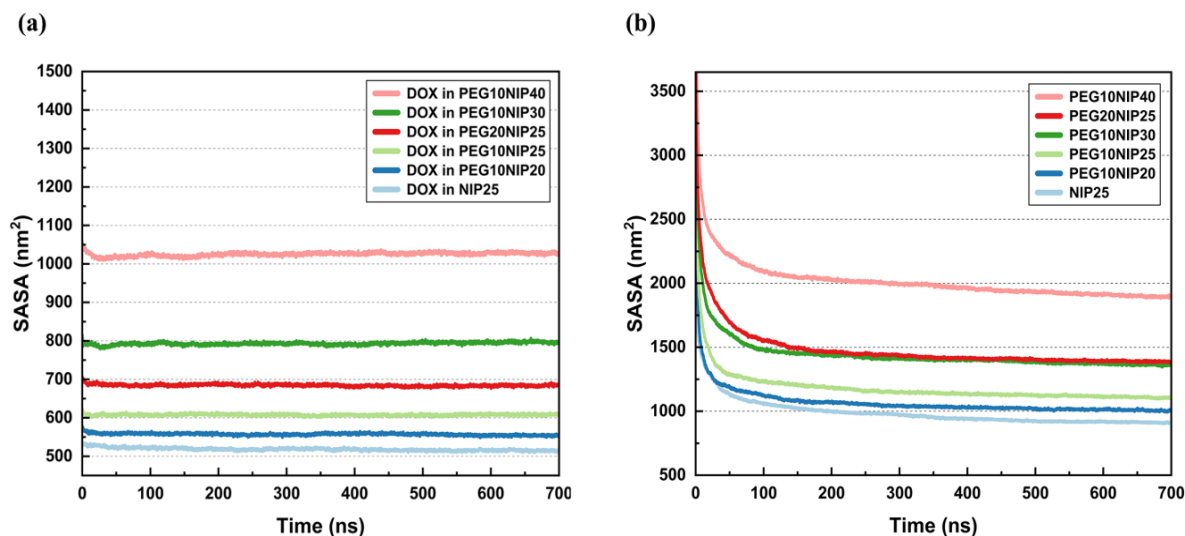 (a)
(b)
1500
1400
1300
1200
1100
1000
900
800
700
600
500
SASA (nm²)
DOX in PEG10NIP40
DOX in PEG10NIP30
DOX in PEG20NIP25
DOX in PEG10NIP25
DOX in PEG10NIP20
DOX in NIP25
0 100 200 300 400 500 600 700
Time (ns)
3500
3000
2500
2000
1500
1000
500
SASA (nm²)
PEG10NIP40
PEG20NIP25
PEG10NIP30
PEG10NIP25
PEG10NIP20
NIP25
0 100 200 300 400 500 600 700
Time (ns)